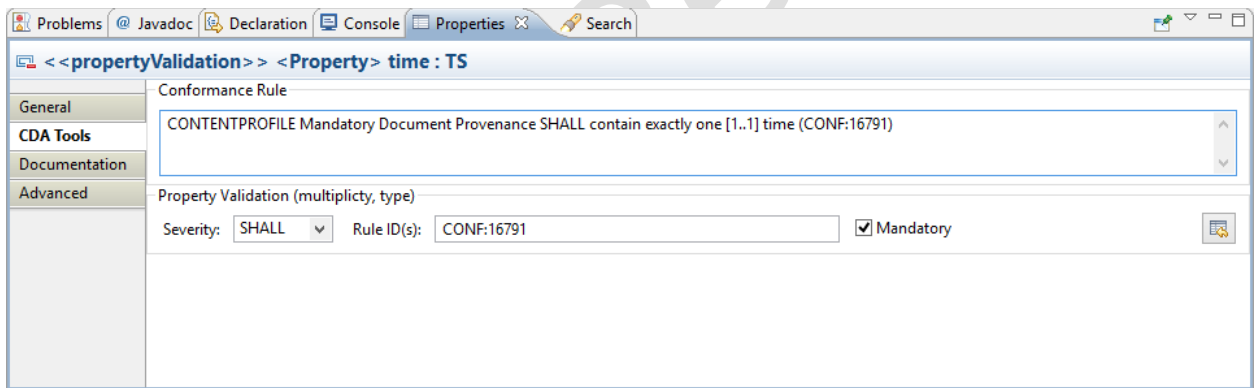 Problems @ Javadoc Declaration Console Properties Search
<<propertyValidation>> <Property> time : TS
General
CDA Tools
Documentation
Advanced
Conformance Rule
CONTENTPROFILE Mandatory Document Provenance SHALL contain exactly one [1..1] time (CONF:16791)
Property Validation (multiplicty, type)
Severity: SHALL Rule ID(s): CONF:16791 Mandatory